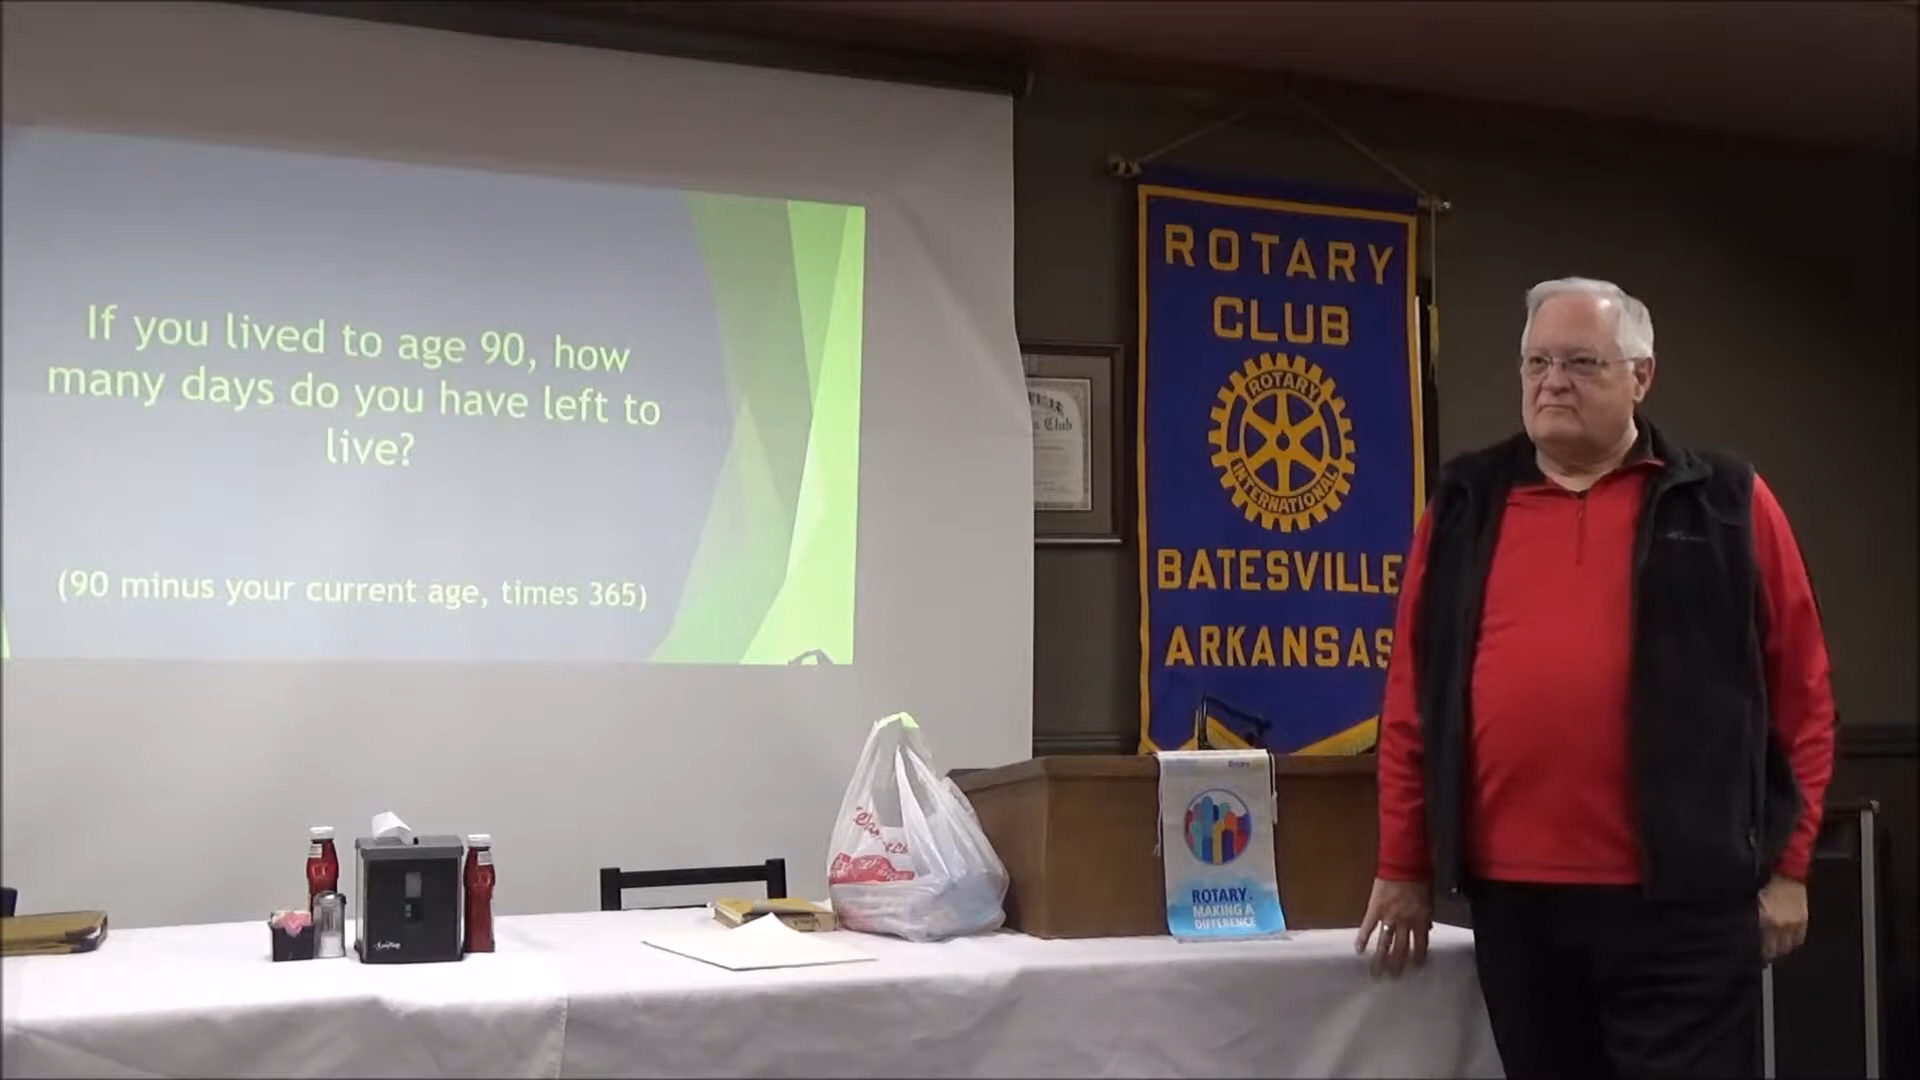 If you lived to age 90, how
many days do you have left to
live?
(90 minus your current age, times 365)
ROTARY
CLUB
ROTARY
INTERNATIONAL
BATESVILLE
ARKANSAS
Club
ROTARY:
MAKING A
DIFFERENCE